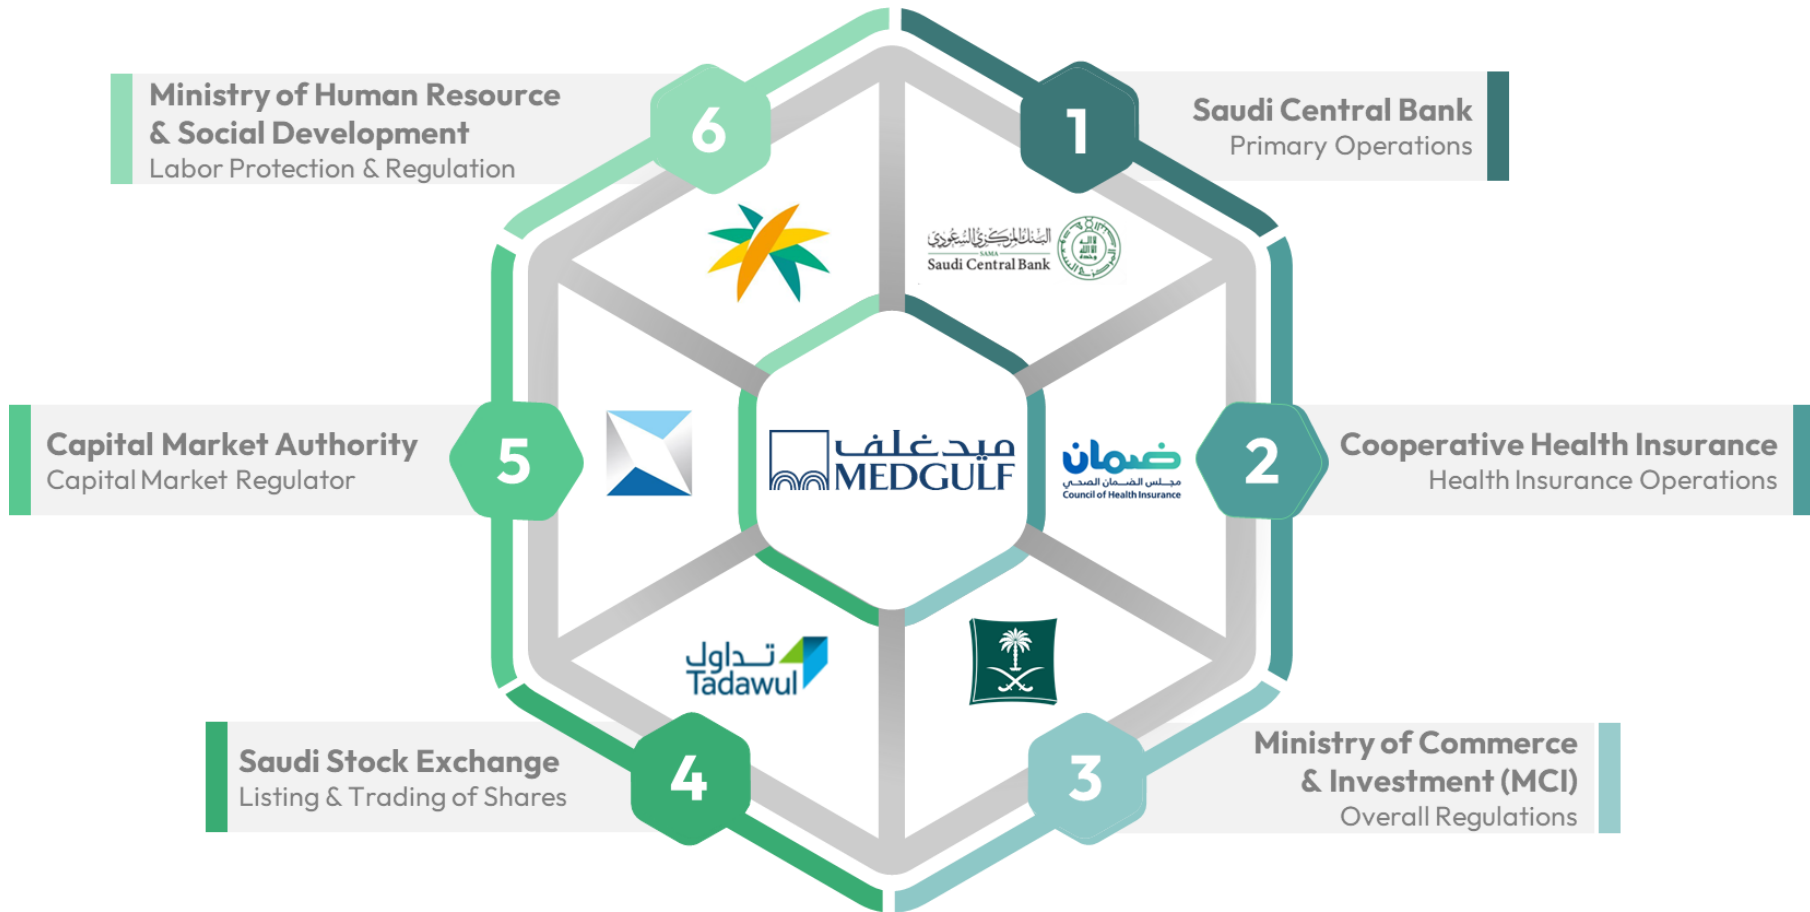 1
Saudi Central Bank
Primary Operations
البنك المركزي السعودي
SAMA
Saudi Central Bank
2
Cooperative Health Insurance
Health Insurance Operations
ضمان
مجلس الضمان الصحي
Council of Health Insurance
3
Ministry of Commerce
& Investment (MCI)
Overall Regulations
4
Saudi Stock Exchange
Listing & Trading of Shares
تداول
Tadawul
5
Capital Market Authority
Capital Market Regulator
6
Ministry of Human Resource
& Social Development
Labor Protection & Regulation
ميدغلف
MEDGULF